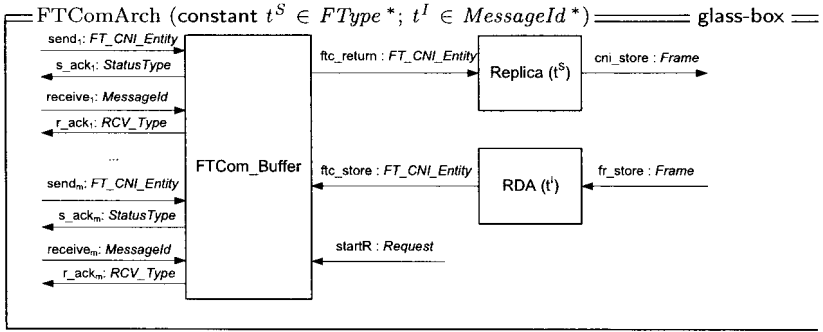 FTComArch (constant t^S ∈ FType *; t^I ∈ MessageId *) glass-box
send₁: FT_CNI_Entity
s_ack₁: StatusType
receive₁: MessageId
r_ack₁: RCV_Type
...
send_m: FT_CNI_Entity
s_ack_m: StatusType
receive_m: MessageId
r_ack_m: RCV_Type
FTCom_Buffer
ftc_return : FT_CNI_Entity
Replica (t^S)
cni_store : Frame
ftc_store : FT_CNI_Entity
RDA (t^I)
fr_store : Frame
startR : Request